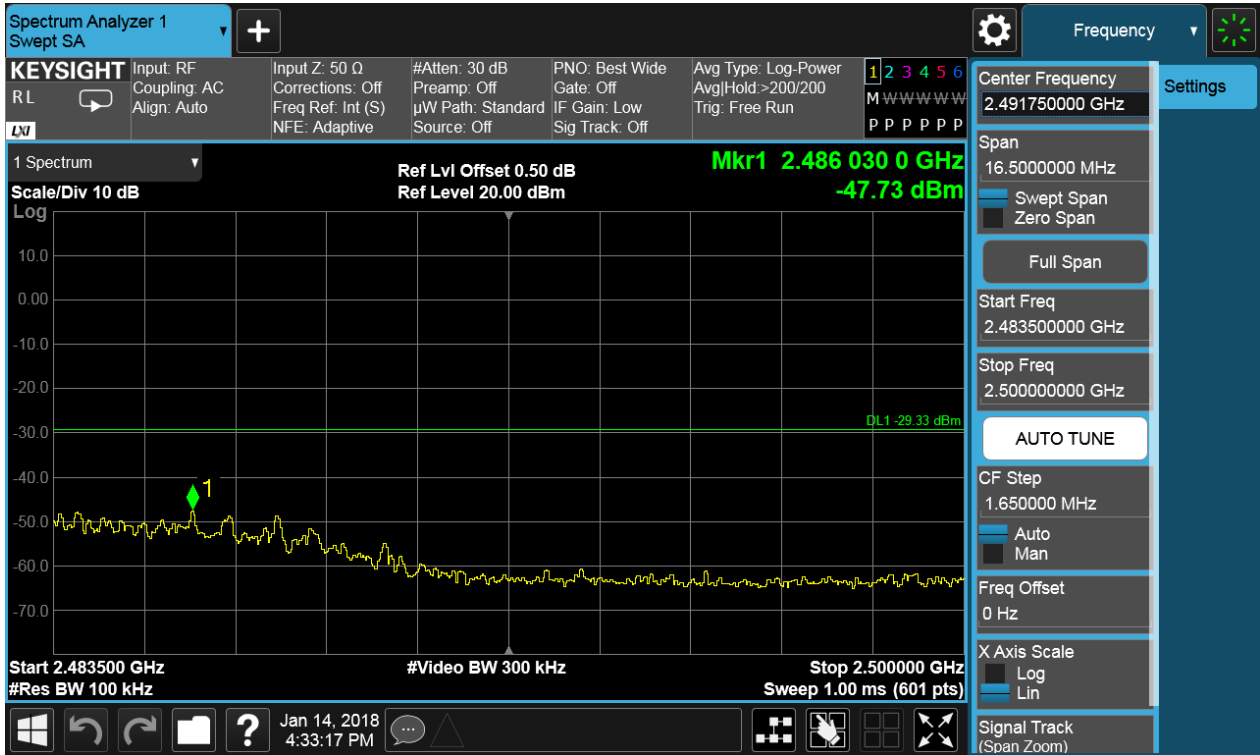 Spectrum Analyzer 1
Swept SA
+
Frequency
KEYSIGHT
RL
LXI
Input: RF
Coupling: AC
Align: Auto
Input Z: 50 Ω
Corrections: Off
Freq Ref: Int (S)
NFE: Adaptive
#Atten: 30 dB
Preamp: Off
µW Path: Standard
Source: Off
PNO: Best Wide
Gate: Off
IF Gain: Low
Sig Track: Off
Avg Type: Log-Power
Avg|Hold:>200/200
Trig: Free Run
1 2 3 4 5 6
M W W W W W
P P P P P P
1 Spectrum
Scale/Div 10 dB
Log
Ref Lvl Offset 0.50 dB
Ref Level 20.00 dBm
Mkr1 2.486 030 0 GHz
-47.73 dBm
10.0
0.00
-10.0
-20.0
-30.0
-40.0
-50.0
-60.0
-70.0
DL1 -29.33 dBm
1
Start 2.483500 GHz
#Res BW 100 kHz
#Video BW 300 kHz
Stop 2.500000 GHz
Sweep 1.00 ms (601 pts)
Center Frequency
2.491750000 GHz
Settings
Span
16.5000000 MHz
Swept Span
Zero Span
Full Span
Start Freq
2.483500000 GHz
Stop Freq
2.500000000 GHz
AUTO TUNE
CF Step
1.650000 MHz
Auto
Man
Freq Offset
0 Hz
X Axis Scale
Log
Lin
Signal Track
(Span Zoom)
?
Jan 14, 2018
4:33:17 PM